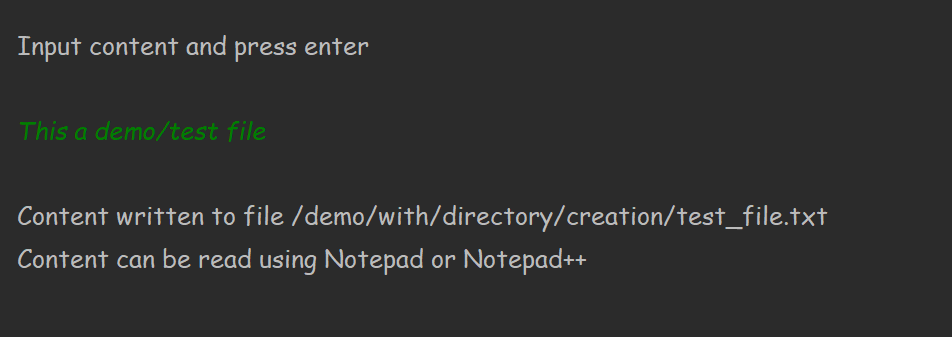 Input content and press enter
This a demo/test file
Content written to file /demo/with/directory/creation/test_file.txt
Content can be read using Notepad or Notepad++